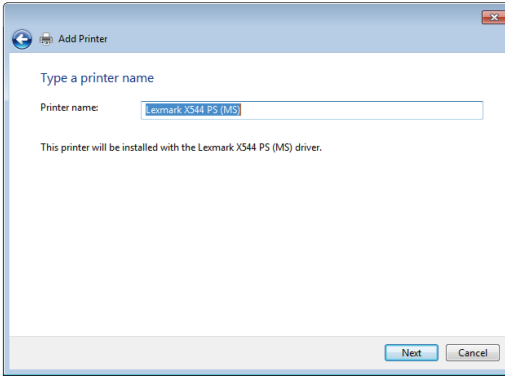 Add Printer
Type a printer name
Printer name: Lexmark X544 PS (MS)
This printer will be installed with the Lexmark X544 PS (MS) driver.
Next Cancel